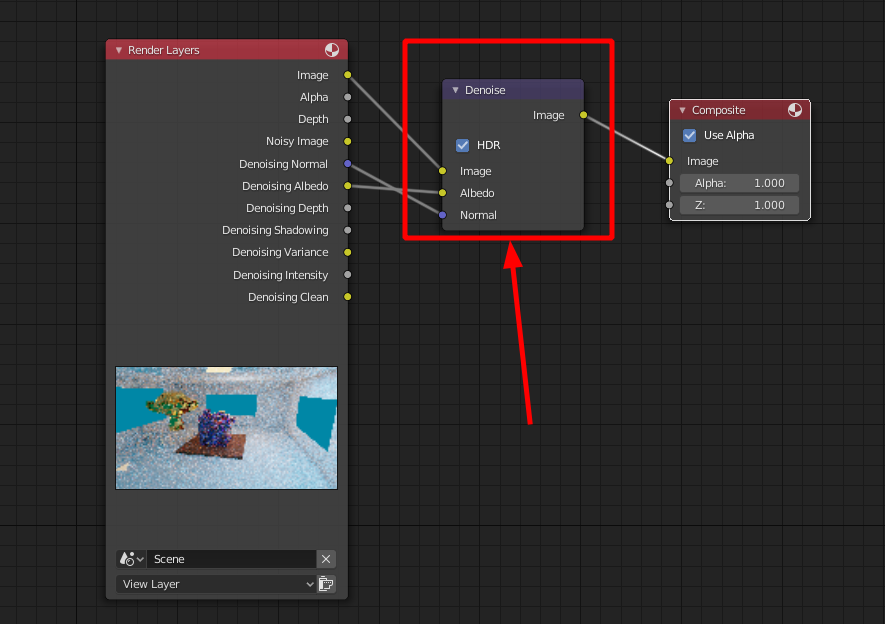 Render Layers
Image
Alpha
Depth
Noisy Image
Denoising Normal
Denoising Albedo
Denoising Depth
Denoising Shadowing
Denoising Variance
Denoising Intensity
Denoising Clean
Scene
View Layer
Denoise
Image
HDR
Image
Albedo
Normal
Composite
Use Alpha
Image
Alpha: 1.000
Z: 1.000